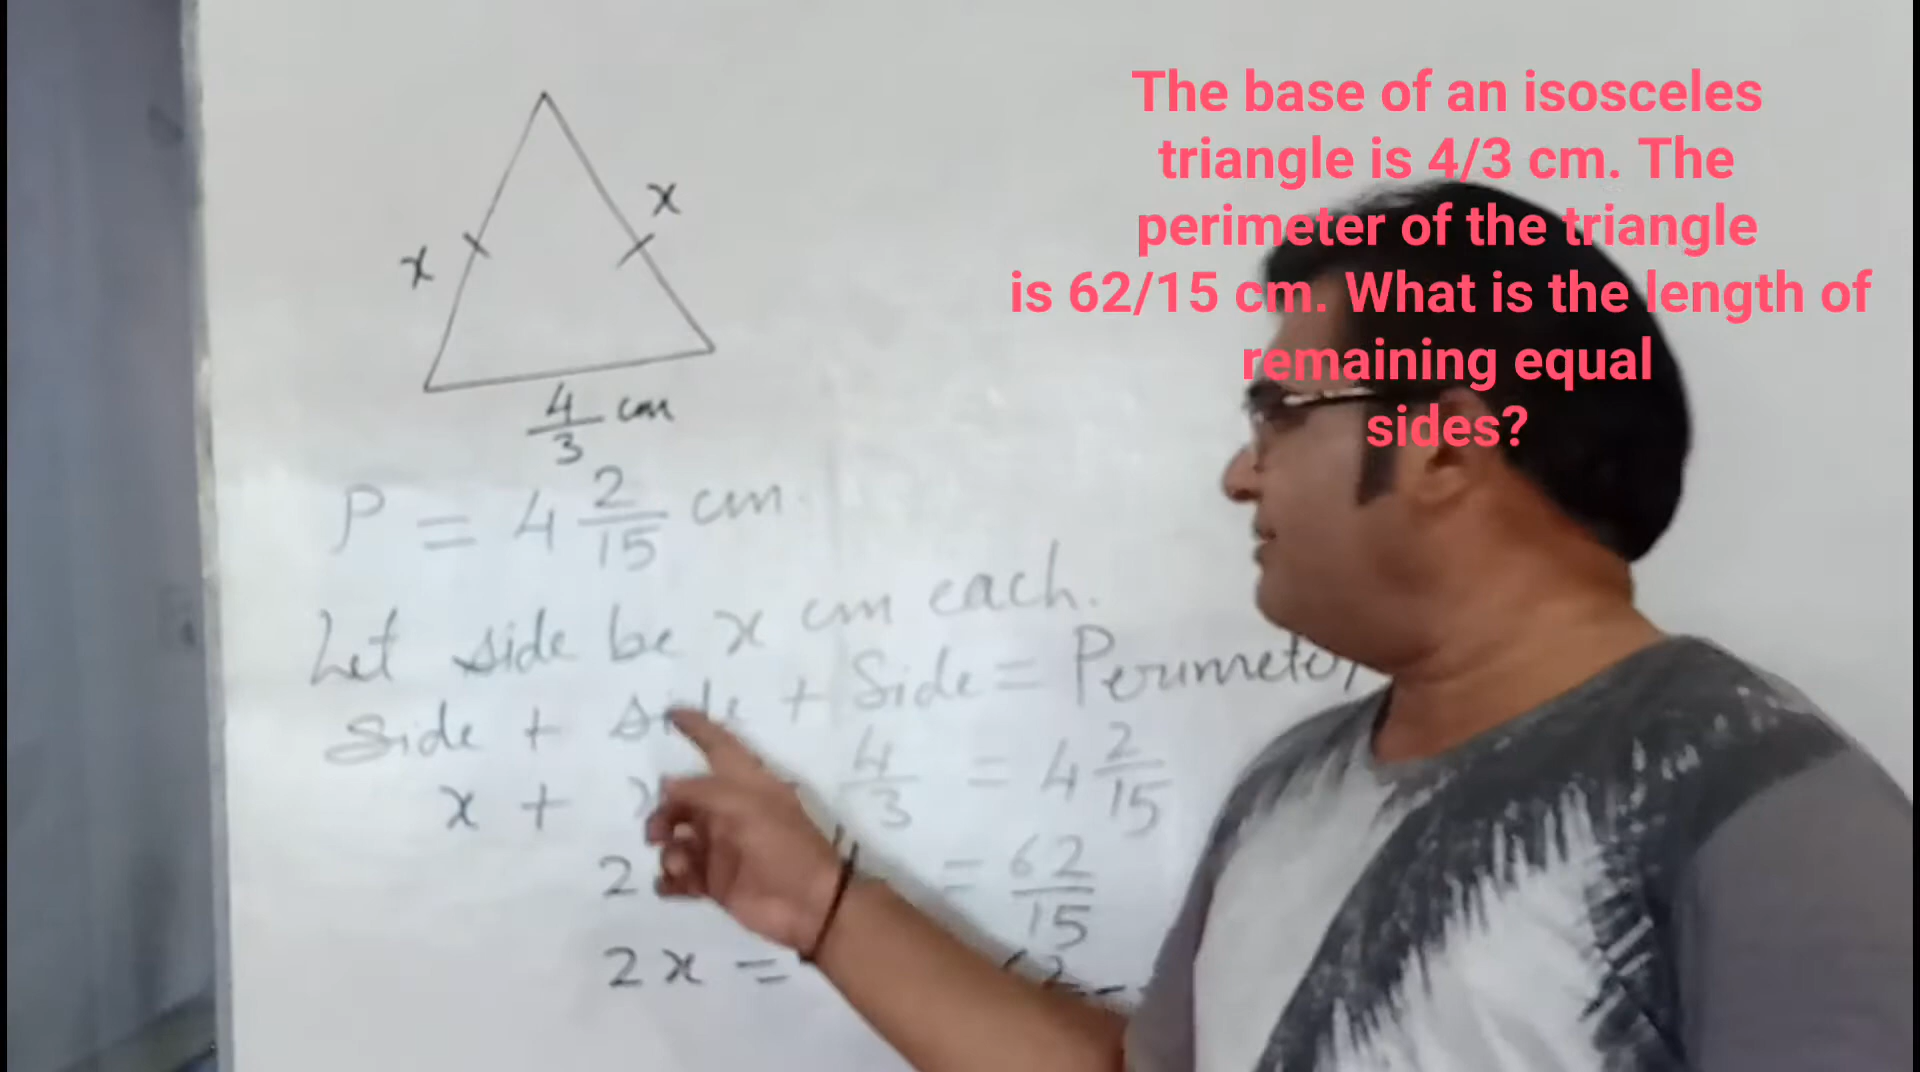 The base of an isosceles
triangle is 4/3 cm. The
perimeter of the triangle
is 62/15 cm. What is the length of
remaining equal
sides?
x
x
4/3 cm
P = 4 2/15 cm.
Let side be x cm each.
Side + side + Side = Perimeter
x + x 4/3 = 4 2/15
2 4 = 62/15
2x = 62 -